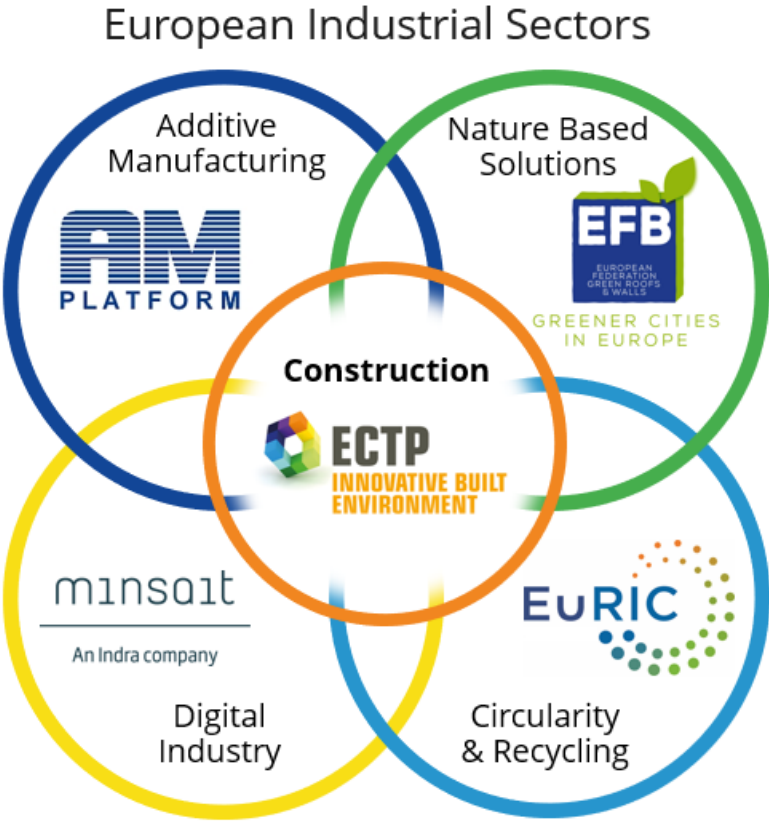 European Industrial Sectors
Additive
Manufacturing
AM
PLATFORM
Nature Based
Solutions
EFB
EUROPEAN
FEDERATION
GREEN ROOFS
& WALLS
GREENER CITIES
IN EUROPE
Construction
ECTP
INNOVATIVE BUILT
ENVIRONMENT
minsait
An Indra company
Digital
Industry
EuRIC
Circularity
& Recycling